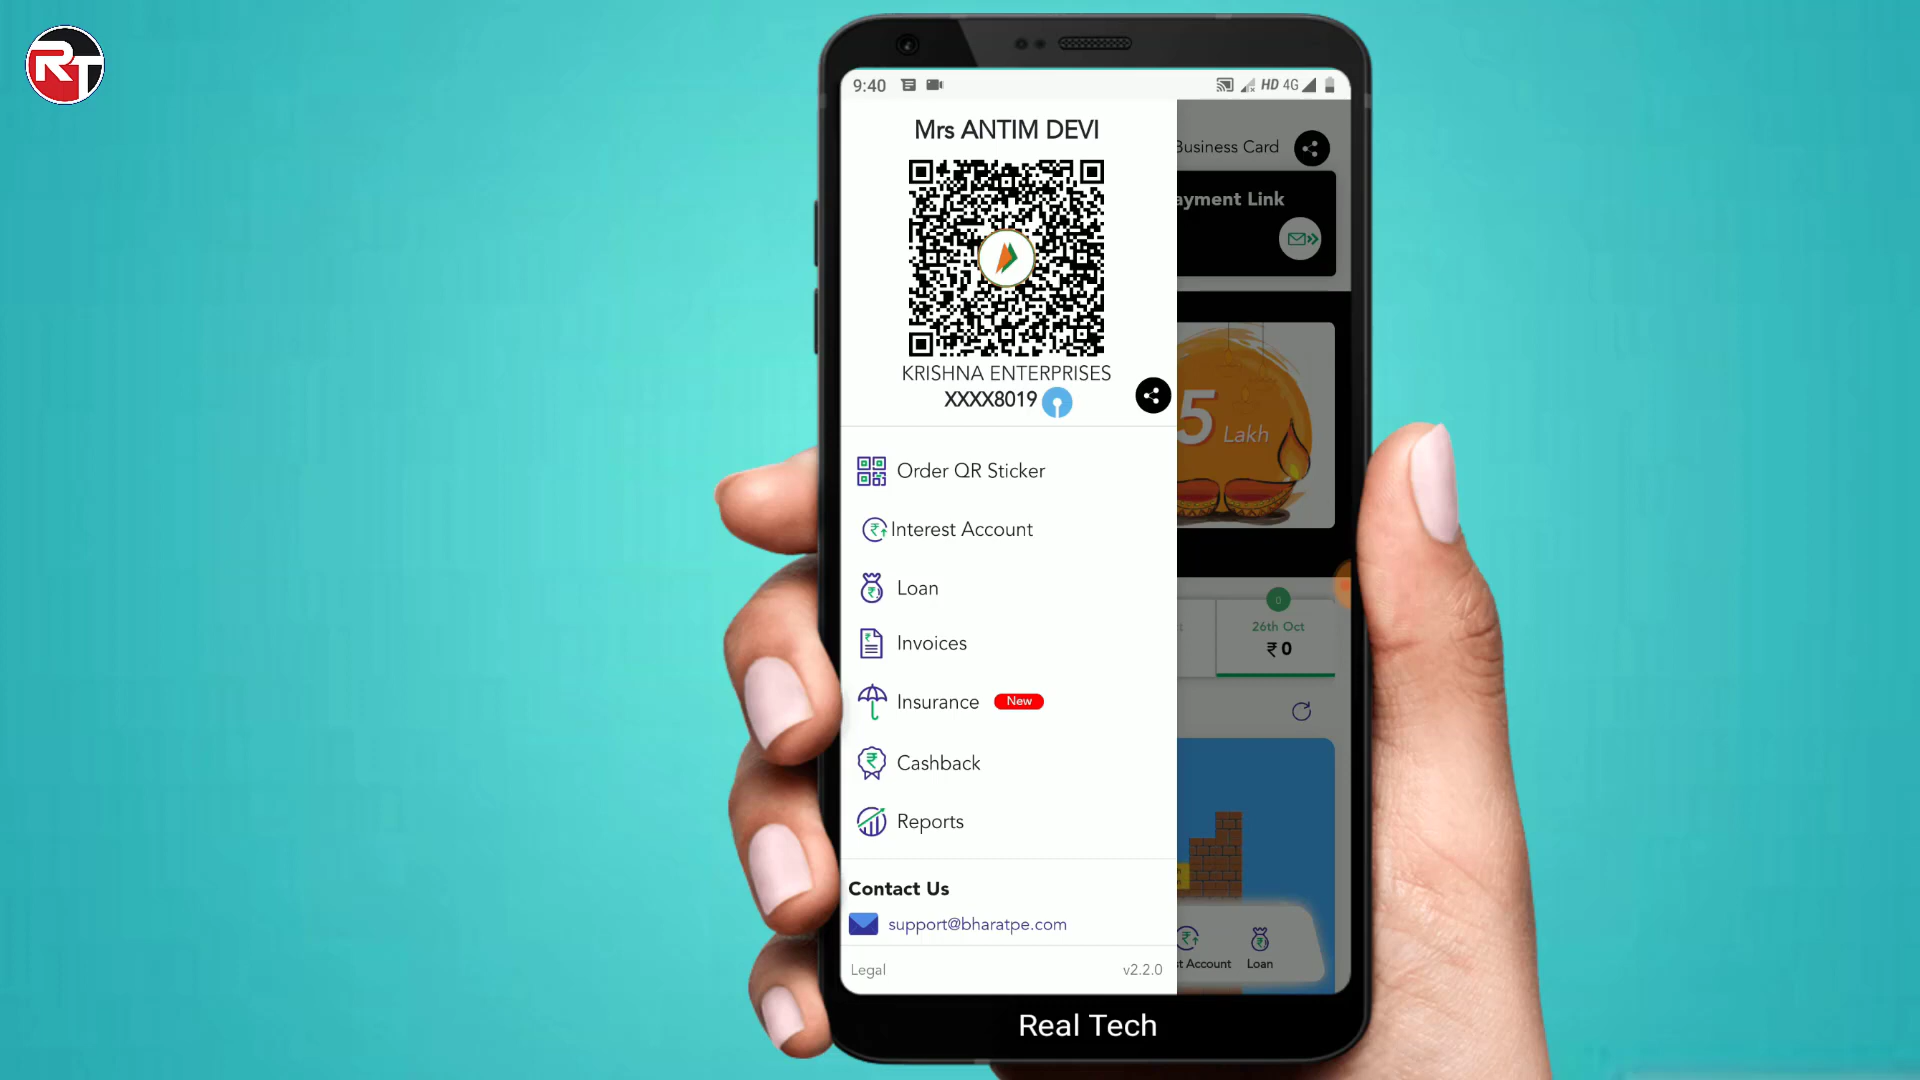 RT
9:40
HD 4G
Mrs ANTIM DEVI
KRISHNA ENTERPRISES
XXXX8019
Order QR Sticker
Interest Account
Loan
Invoices
Insurance New
Cashback
Reports
Contact Us
support@bharatpe.com
Legal v2.2.0
Business Card
ayment Link
5 Lakh
0
26th Oct
₹ 0
t Account Loan
Real Tech